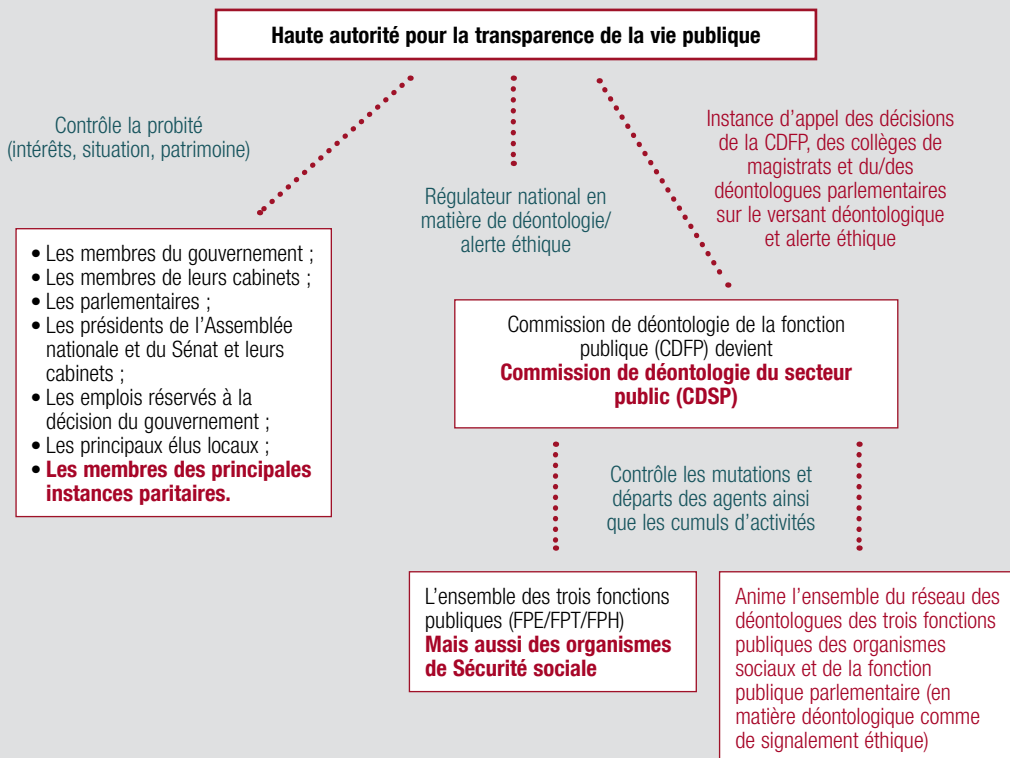 Haute autorité pour la transparence de la vie publique
Contrôle la probité
(intérêts, situation, patrimoine)
Régulateur national en
matière de déontologie/
alerte éthique
Instance d’appel des décisions
de la CDFP, des collèges de
magistrats et du/des
déontologues parlementaires
sur le versant déontologique
et alerte éthique
• Les membres du gouvernement ;
• Les membres de leurs cabinets ;
• Les parlementaires ;
• Les présidents de l’Assemblée
nationale et du Sénat et leurs
cabinets ;
• Les emplois réservés à la
décision du gouvernement ;
• Les principaux élus locaux ;
• Les membres des principales
instances paritaires.
Commission de déontologie de la fonction
publique (CDFP) devient
Commission de déontologie du secteur
public (CDSP)
Contrôle les mutations et
départs des agents ainsi
que les cumuls d’activités
L’ensemble des trois fonctions
publiques (FPE/FPT/FPH)
Mais aussi des organismes
de Sécurité sociale
Anime l’ensemble du réseau des
déontologues des trois fonctions
publiques des organismes
sociaux et de la fonction
publique parlementaire (en
matière déontologique comme
de signalement éthique)